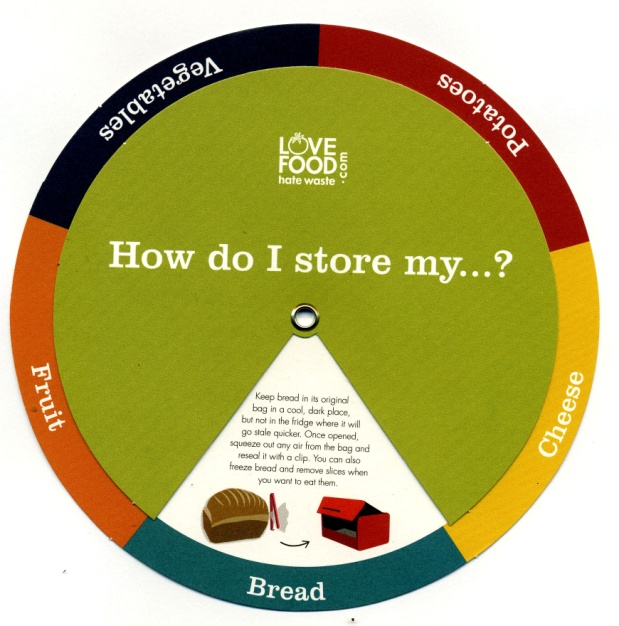 Vegetables
Potatoes
LOVE
FOOD
hate waste
.com
How do I store my...?
Fruit
Cheese
Keep bread in its original
bag in a cool, dark place,
but not in the fridge where it will
go stale quicker. Once opened,
squeeze out any air from the bag and
reseal it with a clip. You can also
freeze bread and remove slices when
you want to eat them.
Bread